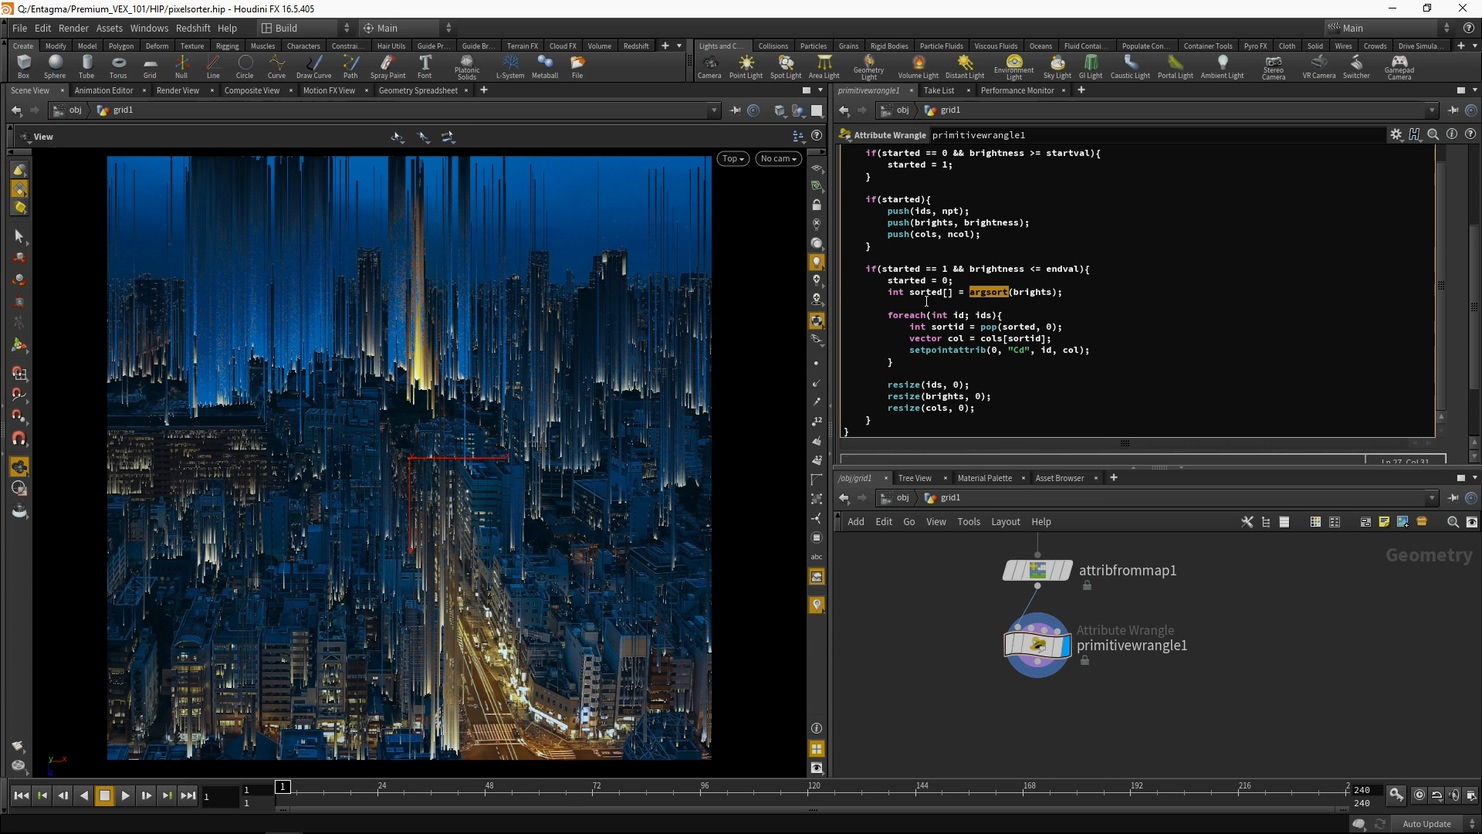 Q:/Entagma/Premium_VEX_101/HIP/pixelsorter.hip - Houdini FX 16.5.405
File Edit Render Assets Windows Redshift Help Build Main Main
Create Modify Model Polygon Deform Texture Rigging Muscles Characters Constrai... Hair Utils Guide Pr... Guide Br... Terrain FX Cloud FX Volume Redshift
Lights and C... Collisions Particles Grains Rigid Bodies Particle Fluids Viscous Fluids Oceans Fluid Contai... Populate Con... Container Tools Pyro FX Cloth Solid Wires Crowds Drive Simula...
Box Sphere Tube Torus Grid Null Line Circle Curve Draw Curve Path Spray Paint Font Platonic Solids L-System Metaball File
Camera Point Light Spot Light Area Light Geometry Light Volume Light Distant Light Environment Light Sky Light GI Light Caustic Light Portal Light Ambient Light Stereo Camera VR Camera Switcher Gamepad Camera
Scene View Animation Editor Render View Composite View Motion FX View Geometry Spreadsheet
primitivewrangle1 Take List Performance Monitor
obj grid1
obj grid1
View
Attribute Wrangle primitivewrangle1
Top No cam
if(started == 0 && brightness >= startval){
started = 1;
}
if(started){
push(ids, npt);
push(brights, brightness);
push(cols, ncol);
}
if(started == 1 && brightness <= endval){
started = 0;
int sorted[] = argsort(brights);
foreach(int id; ids){
int sortid = pop(sorted, 0);
vector col = cols[sortid];
setpointattrib(0, "Cd", id, col);
}
resize(ids, 0);
resize(brights, 0);
resize(cols, 0);
}
}
Ln 27, Col 31
/obj/grid1 Tree View Material Palette Asset Browser
obj grid1
Add Edit Go View Tools Layout Help
Geometry
attribfrommap1
Attribute Wrangle
primitivewrangle1
abc
y x
1 1 1 1 24 48 72 96 120 144 168 192 216 2 240
240
Auto Update